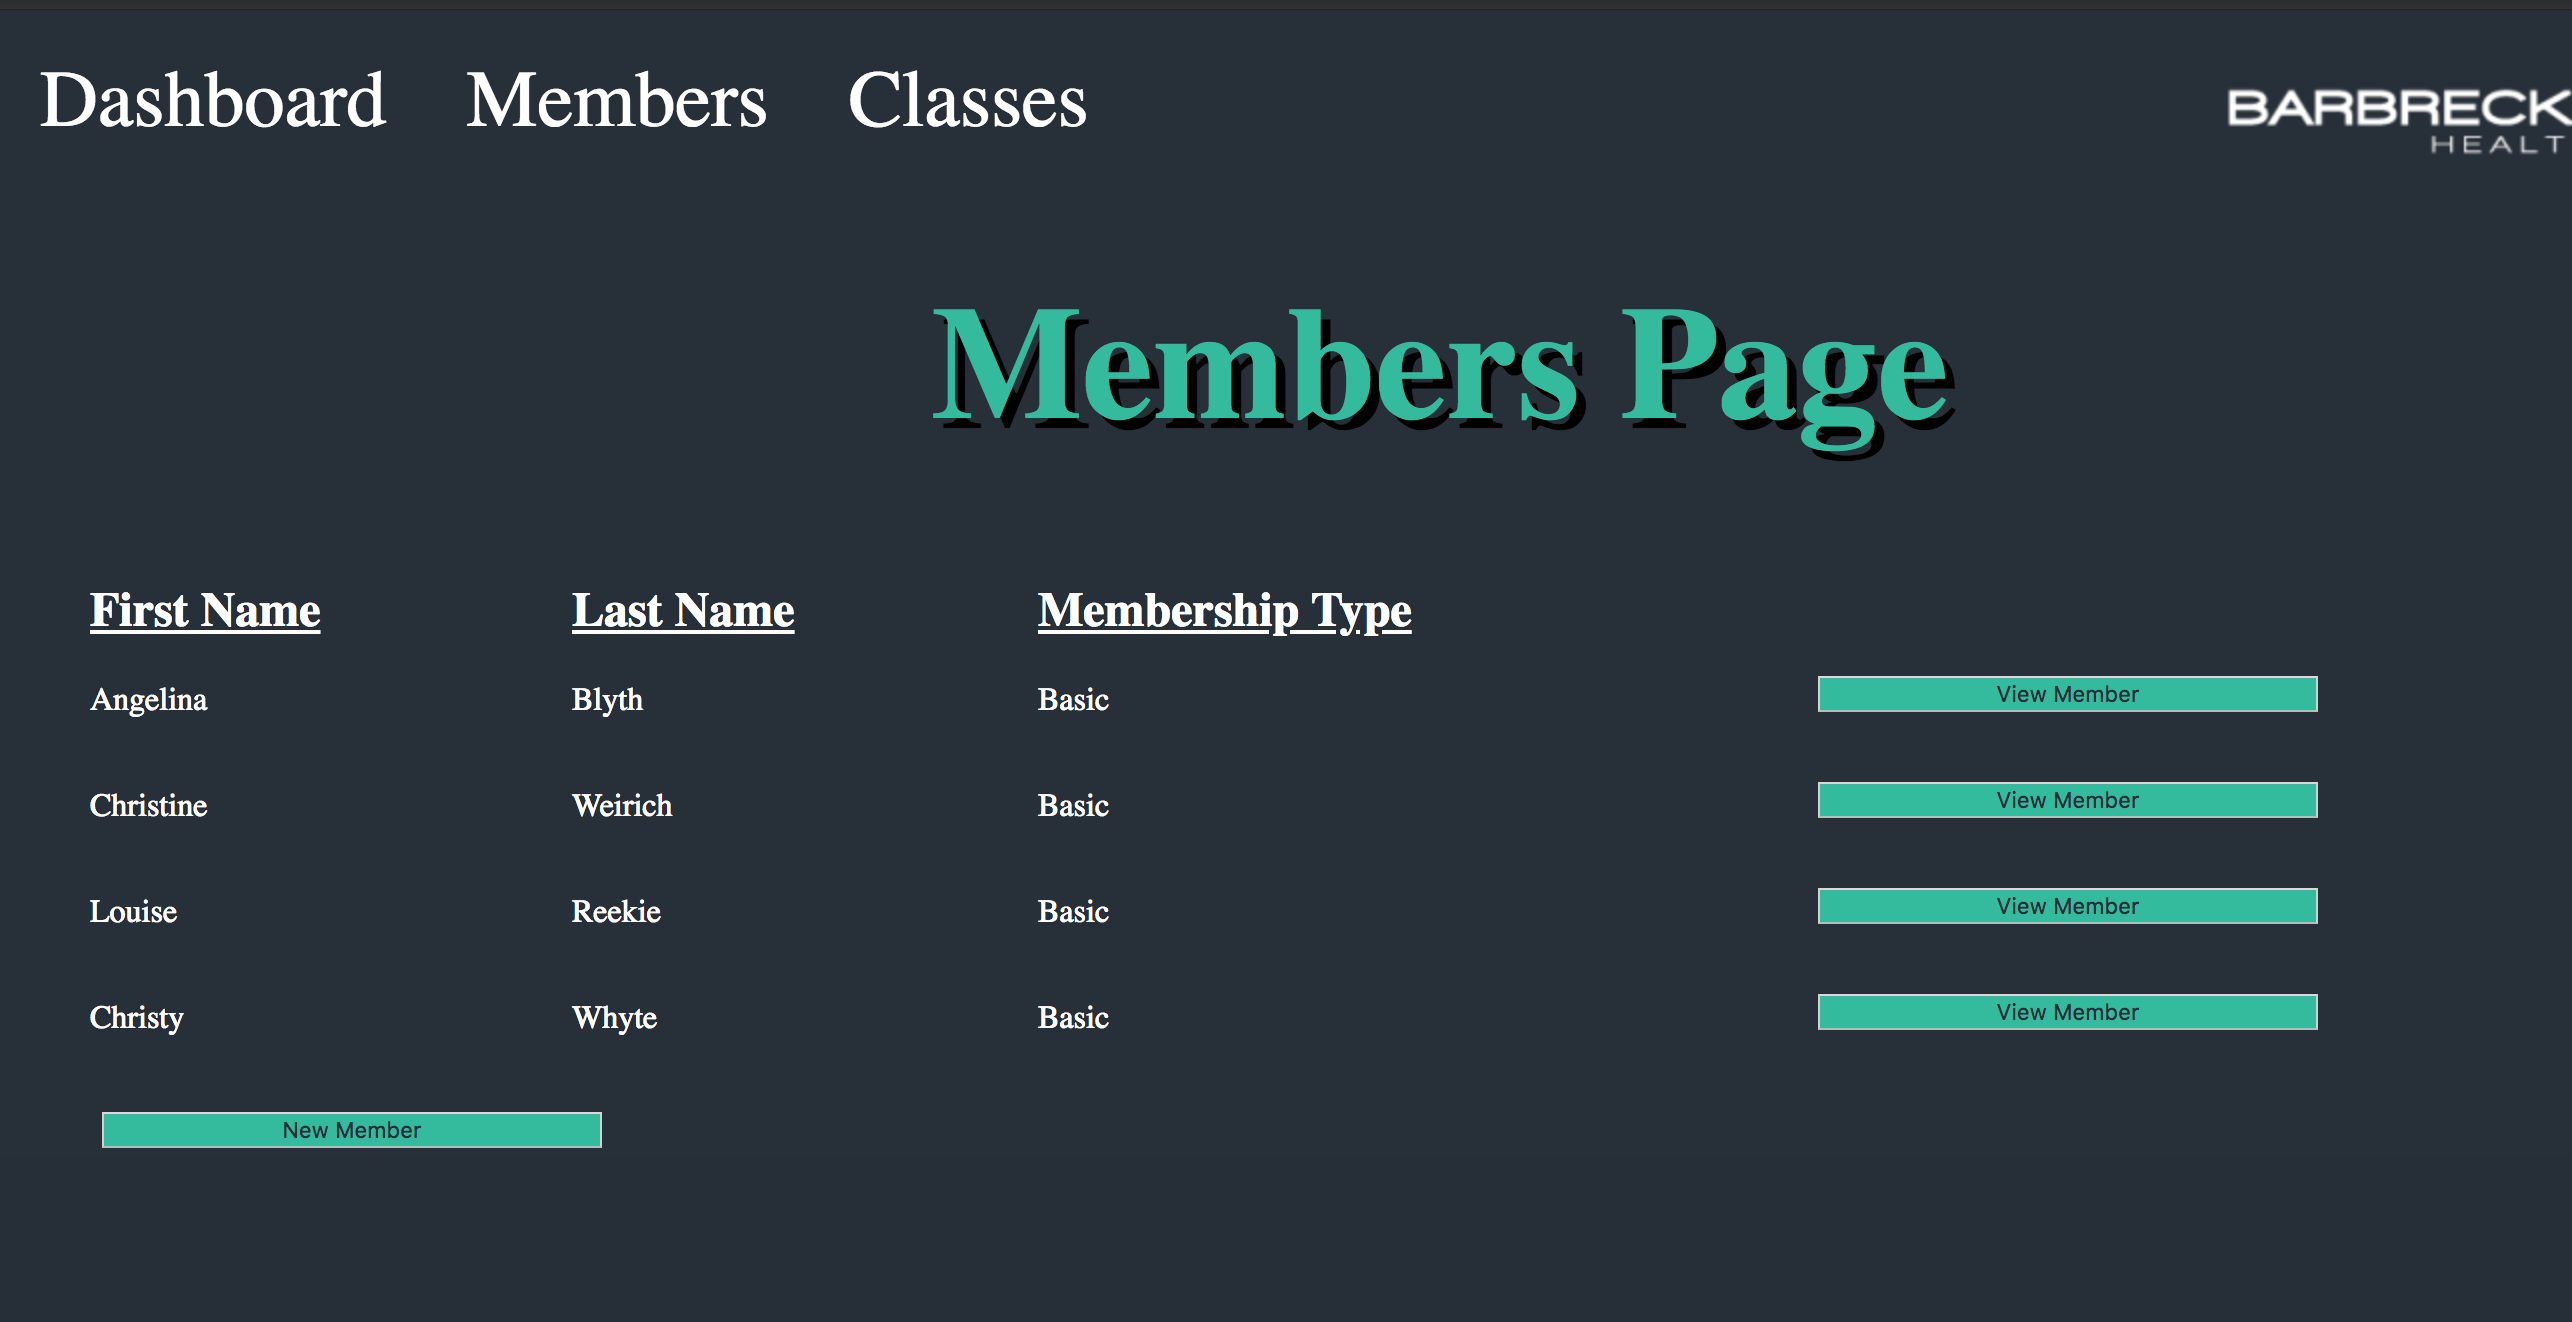 Dashboard Members Classes
BARBRECK
HEALT
Members Page
First Name Last Name Membership Type
Angelina Blyth Basic View Member
Christine Weirich Basic View Member
Louise Reekie Basic View Member
Christy Whyte Basic View Member
New Member